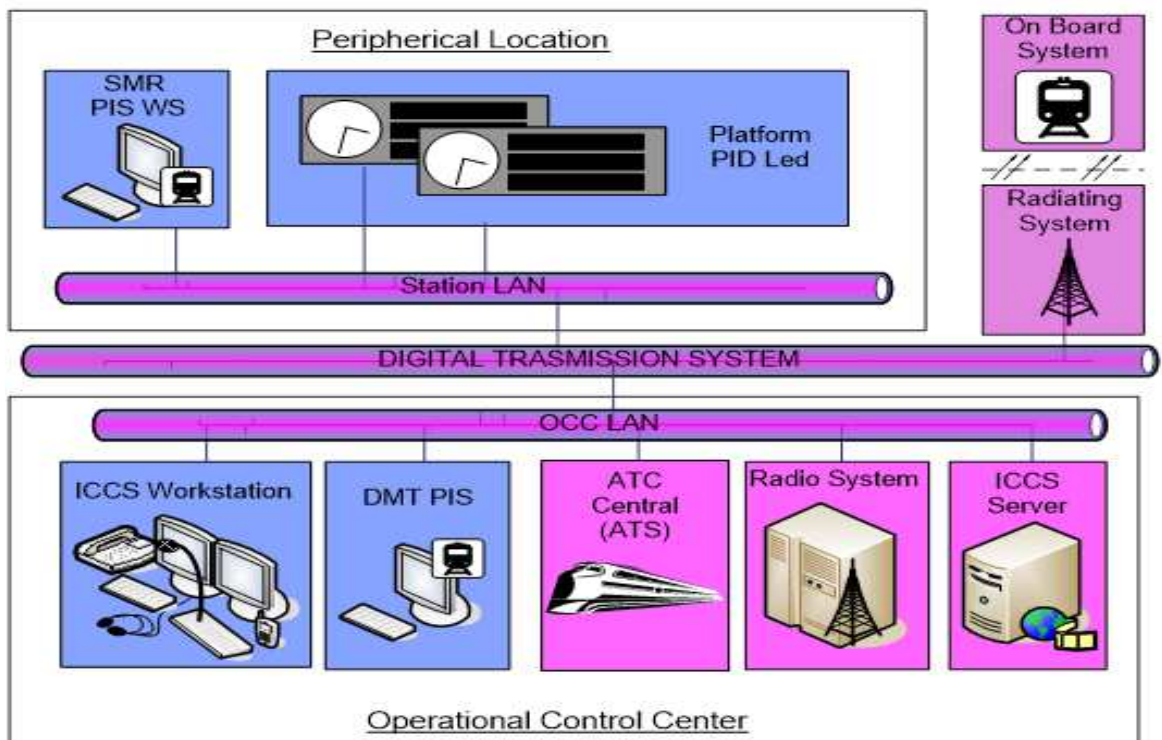 Peripherical Location
SMR
PIS WS
Platform
PID Led
On Board
System
Radiating
System
Station LAN
DIGITAL TRASMISSION SYSTEM
OCC LAN
ICCS Workstation
DMT PIS
ATC
Central
(ATS)
Radio System
ICCS
Server
Operational Control Center